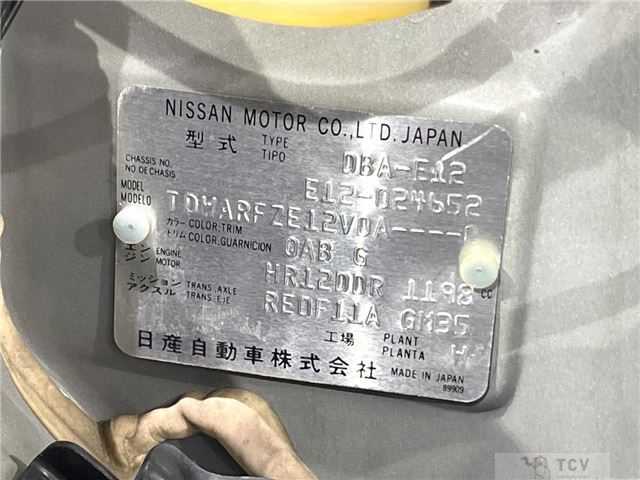 NISSAN MOTOR CO.,LTD.JAPAN
型式 TYPE TIPO DBA-E12
CHASSIS NO. NO DE CHASIS E12-024652
MODEL MODELO TDWARFZE12VDA----
カラー COLOR;TRIM トリム COLOR,GUARNICION QAB G
エンジン ENGINE MOTOR HR12DDR 1198 CC
ミッション アクスル TRANS.AXLE TRANS.EJE RE0F11A GM35
工場 PLANT PLANTA H
日産自動車株式会社
MADE IN JAPAN
89909
TCV